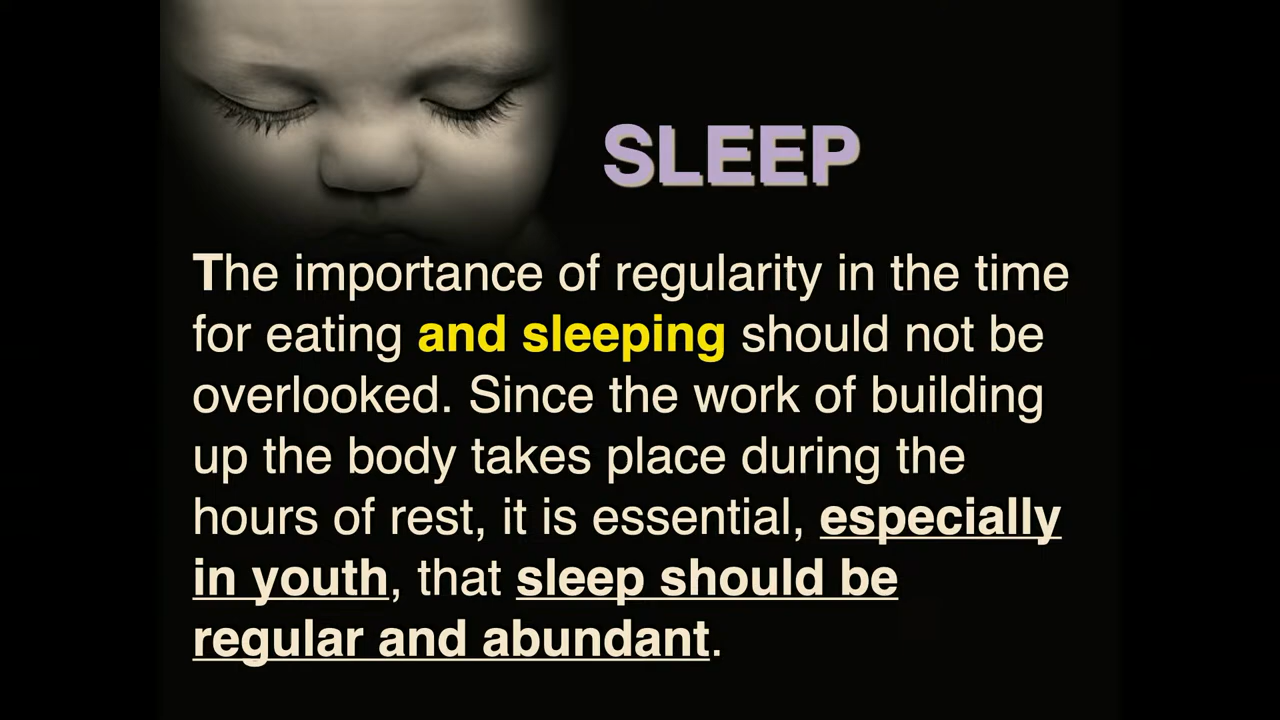 SLEEP
The importance of regularity in the time
for eating and sleeping should not be
overlooked. Since the work of building
up the body takes place during the
hours of rest, it is essential, especially
in youth, that sleep should be
regular and abundant.